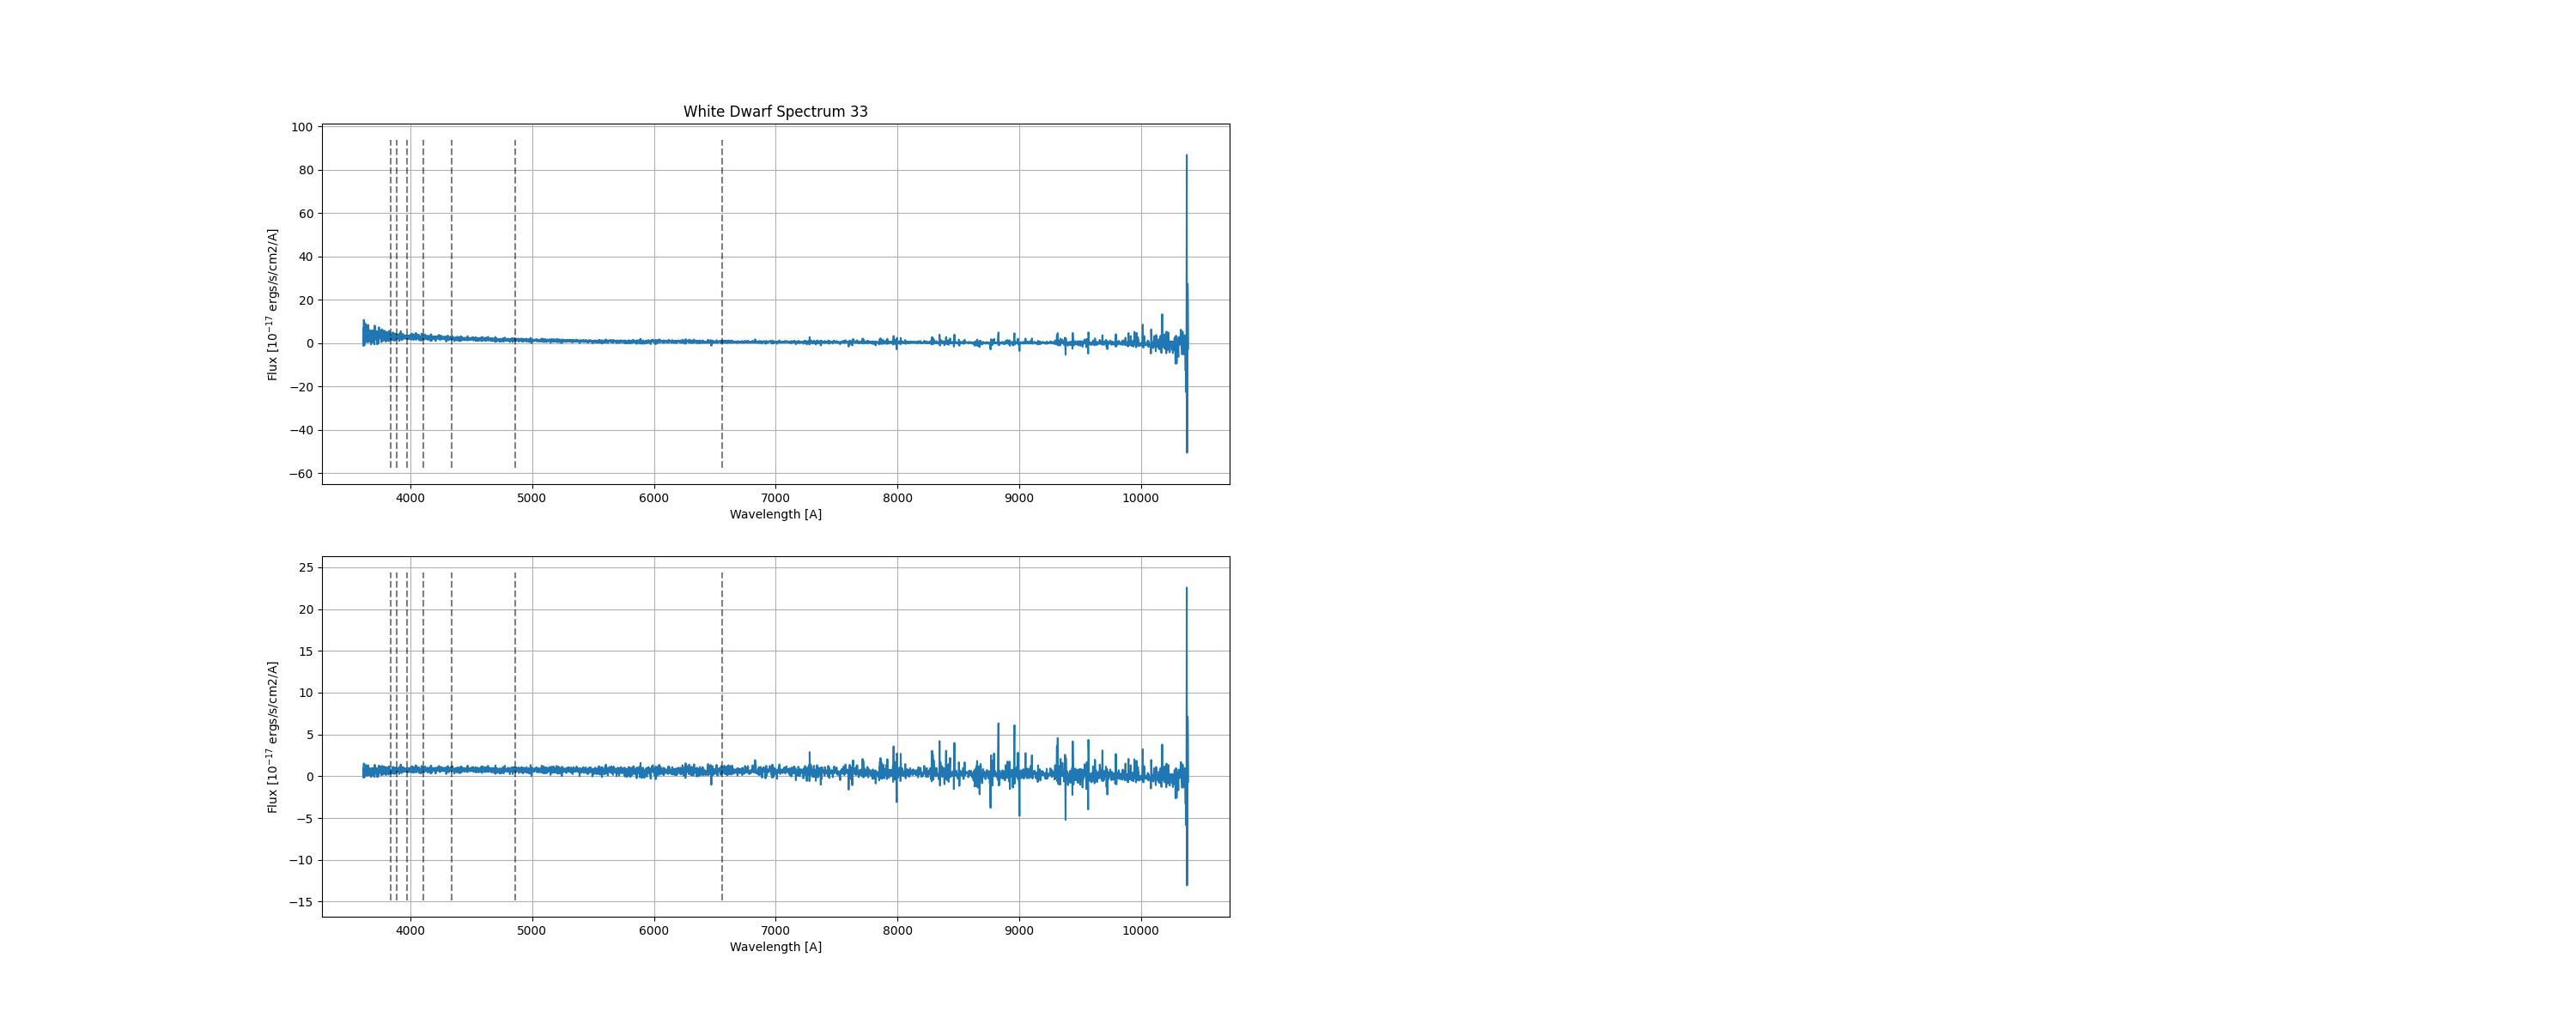 White Dwarf Spectrum 33
100
80
60
40
20
0
−20
−40
−60
Flux [10⁻¹⁷ ergs/s/cm2/A]
4000 5000 6000 7000 8000 9000 10000
Wavelength [A]
25
20
15
10
5
0
−5
−10
−15
Flux [10⁻¹⁷ ergs/s/cm2/A]
4000 5000 6000 7000 8000 9000 10000
Wavelength [A]